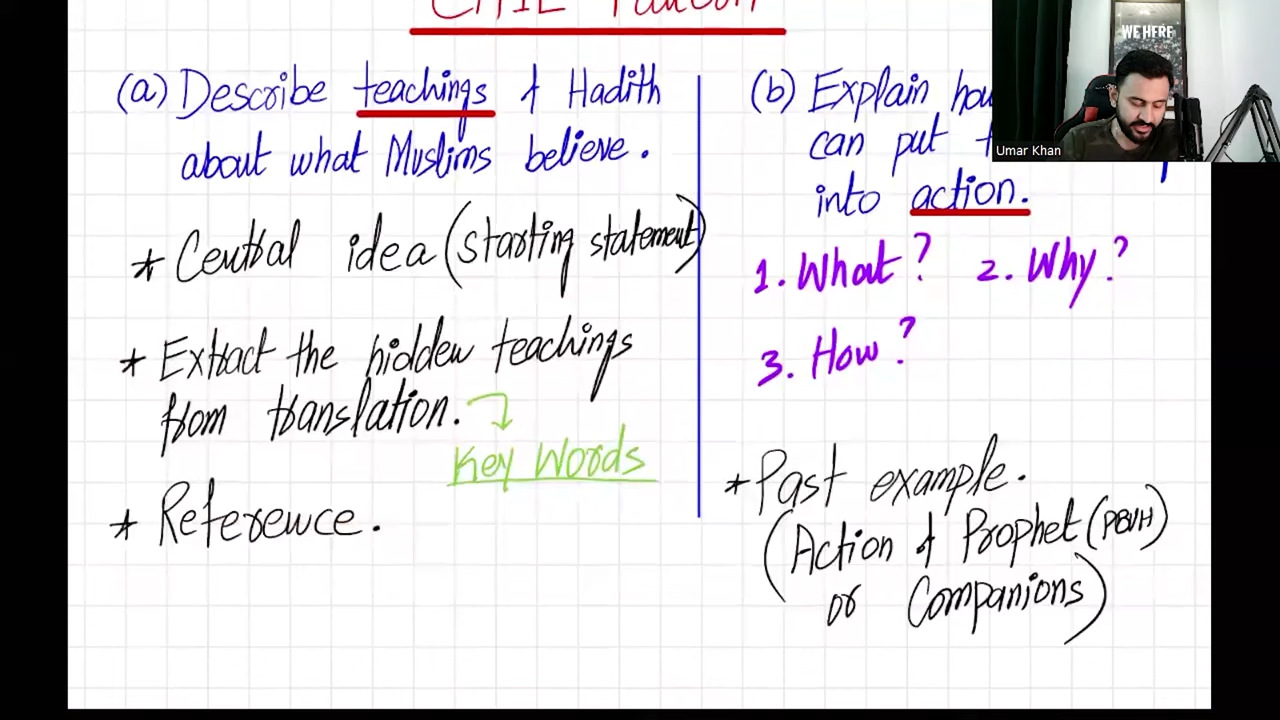 (a) Describe teachings of Hadith
about what Muslims believe.
* Central idea (starting statement)
* Extract the hidden teachings
from translation.
Key Words
* Reference.
(b) Explain how
can put
into action.
1. What? 2. Why?
3. How?
* Past example.
(Action of Prophet (PBUH)
or Companions)
WE HERE
Umar Khan